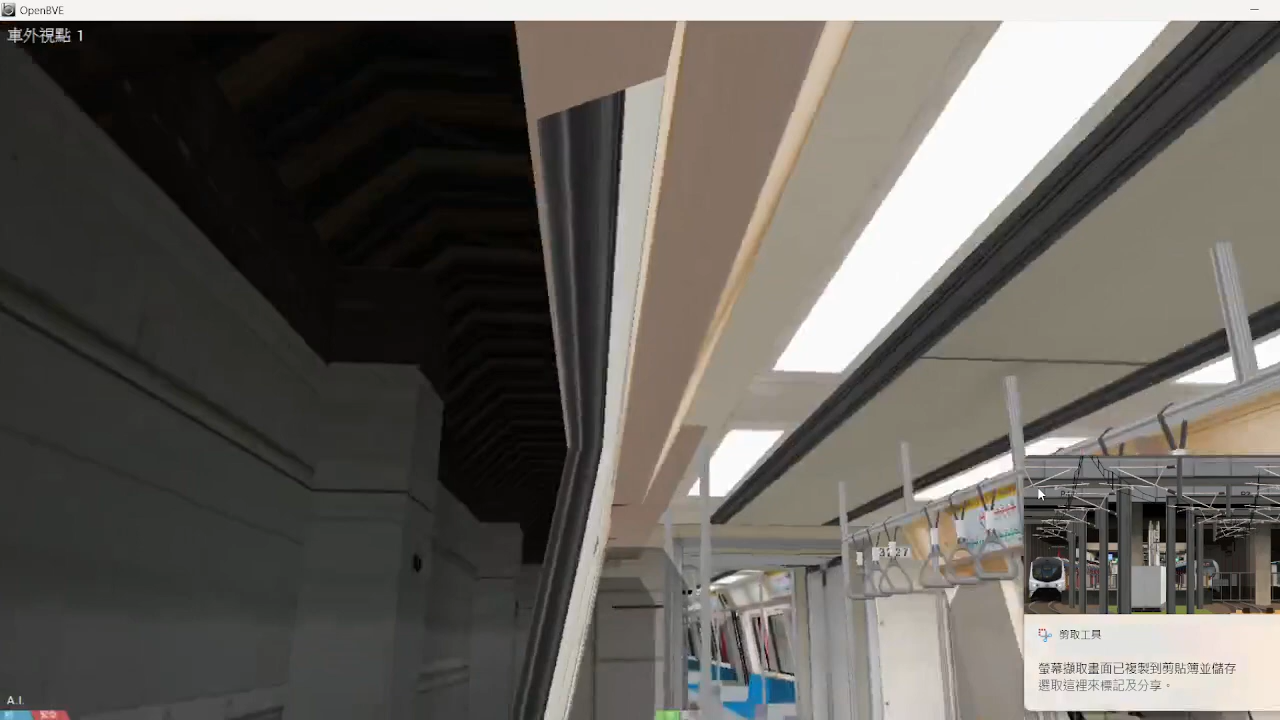 OpenBVE
車外視點 1
3227
剪取工具
螢幕擷取畫面已複製到剪貼簿並儲存
選取這裡來標記及分享。
A.I.